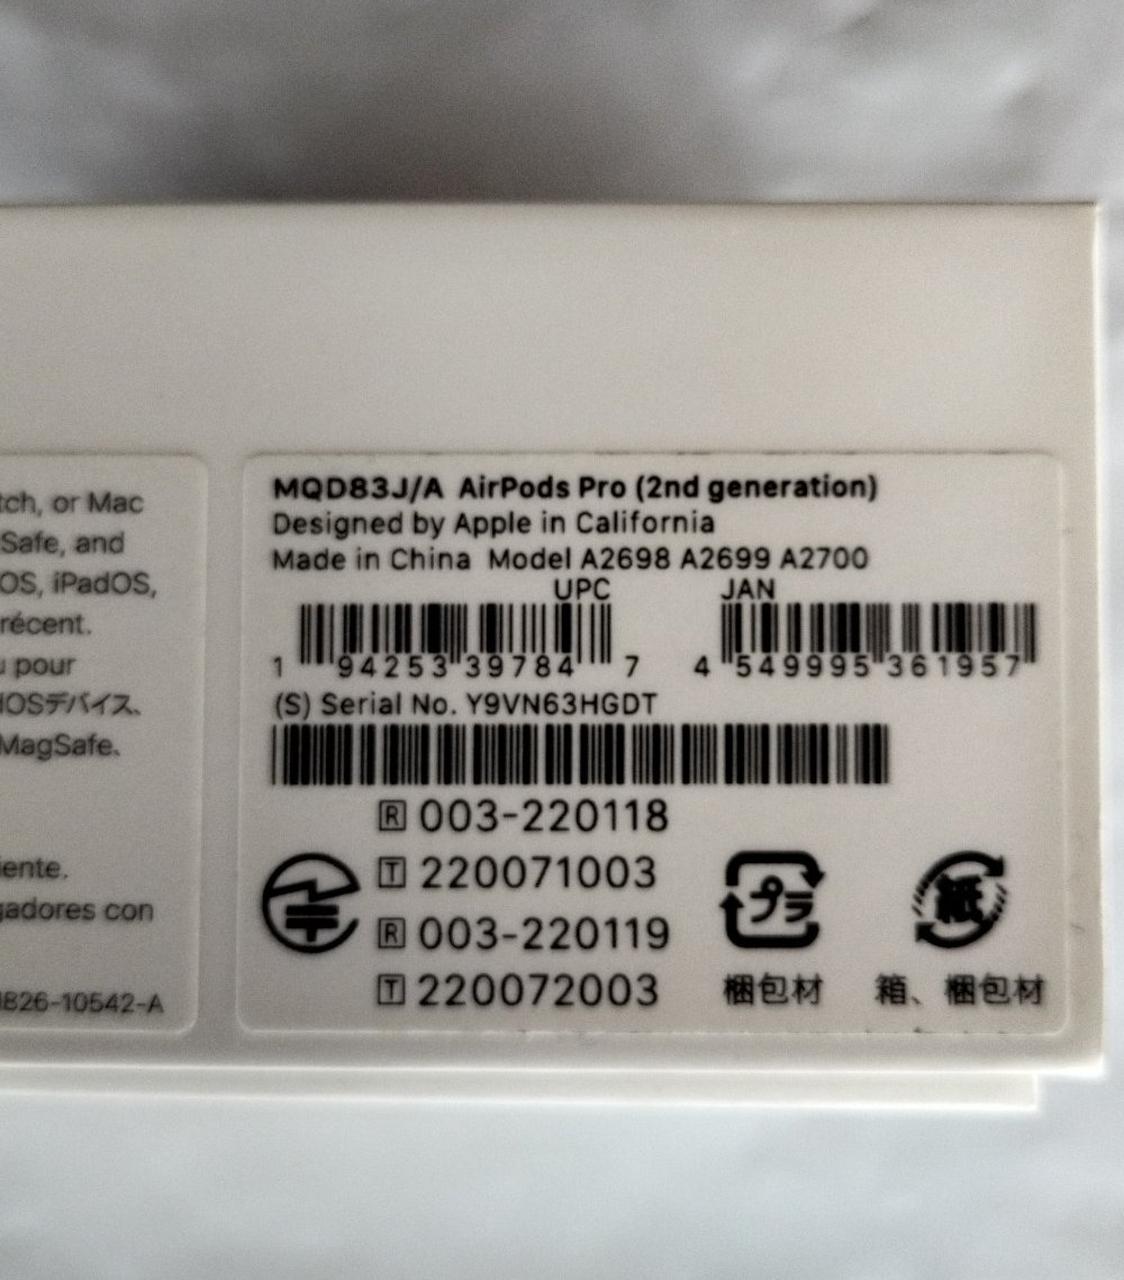 tch, or Mac
Safe, and
OS, iPadOS,
récent.
pour
OSデバイス、
MagSafe、
iente.
gadores con
826-10542-A
MQD83J/A AirPods Pro (2nd generation)
Designed by Apple in California
Made in China Model A2698 A2699 A2700
UPC JAN
1 94253 39784 7 4 549995 361957
(S) Serial No. Y9VN63HGDT
R 003-220118
T 220071003
R 003-220119
T 220072003
プラ 紙
梱包材 箱、梱包材